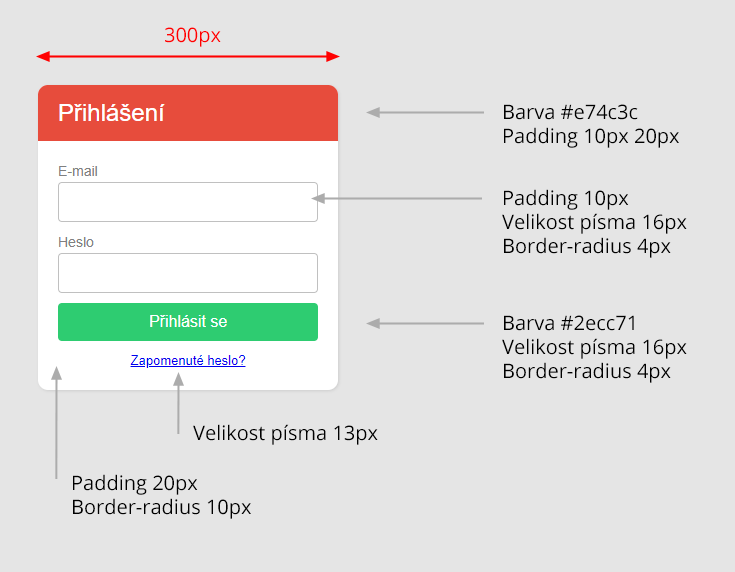 300px
Přihlášení
Barva #e74c3c
Padding 10px 20px
E-mail
Padding 10px
Velikost písma 16px
Border-radius 4px
Heslo
Přihlásit se
Barva #2ecc71
Velikost písma 16px
Border-radius 4px
Zapomenuté heslo?
Velikost písma 13px
Padding 20px
Border-radius 10px